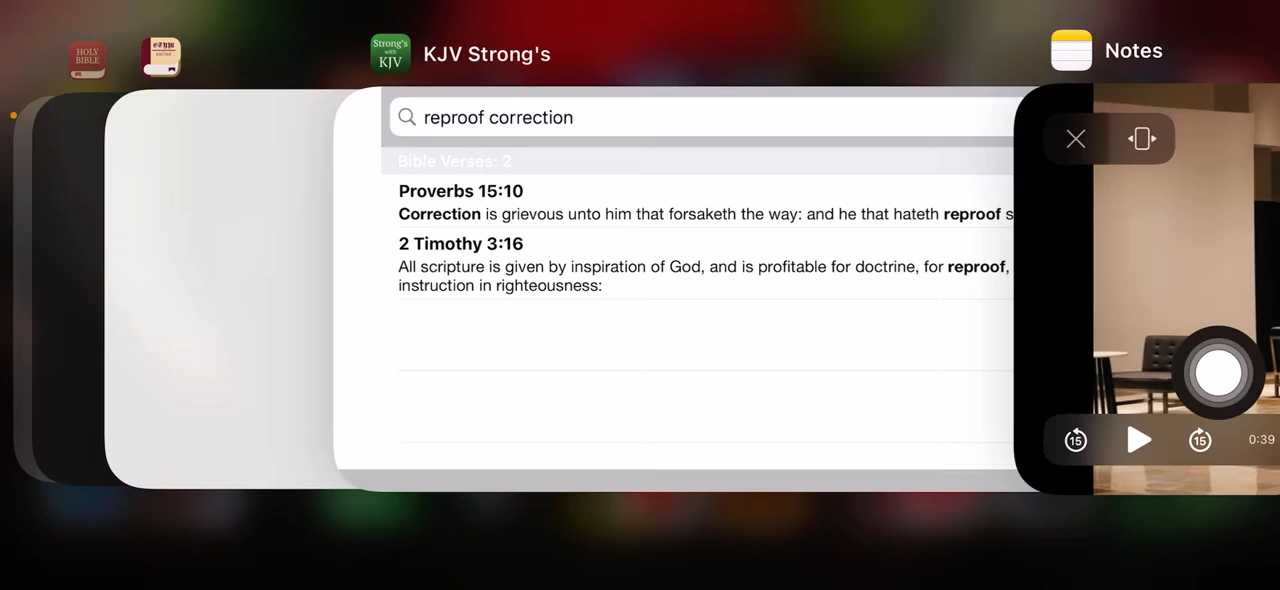 HOLY
BIBLE
Strong's
with
KJV
KJV Strong's
Notes
reproof correction
Bible Verses: 2
Proverbs 15:10
Correction is grievous unto him that forsaketh the way: and he that hateth reproof s
2 Timothy 3:16
All scripture is given by inspiration of God, and is profitable for doctrine, for reproof,
instruction in righteousness:
15
15
0:39